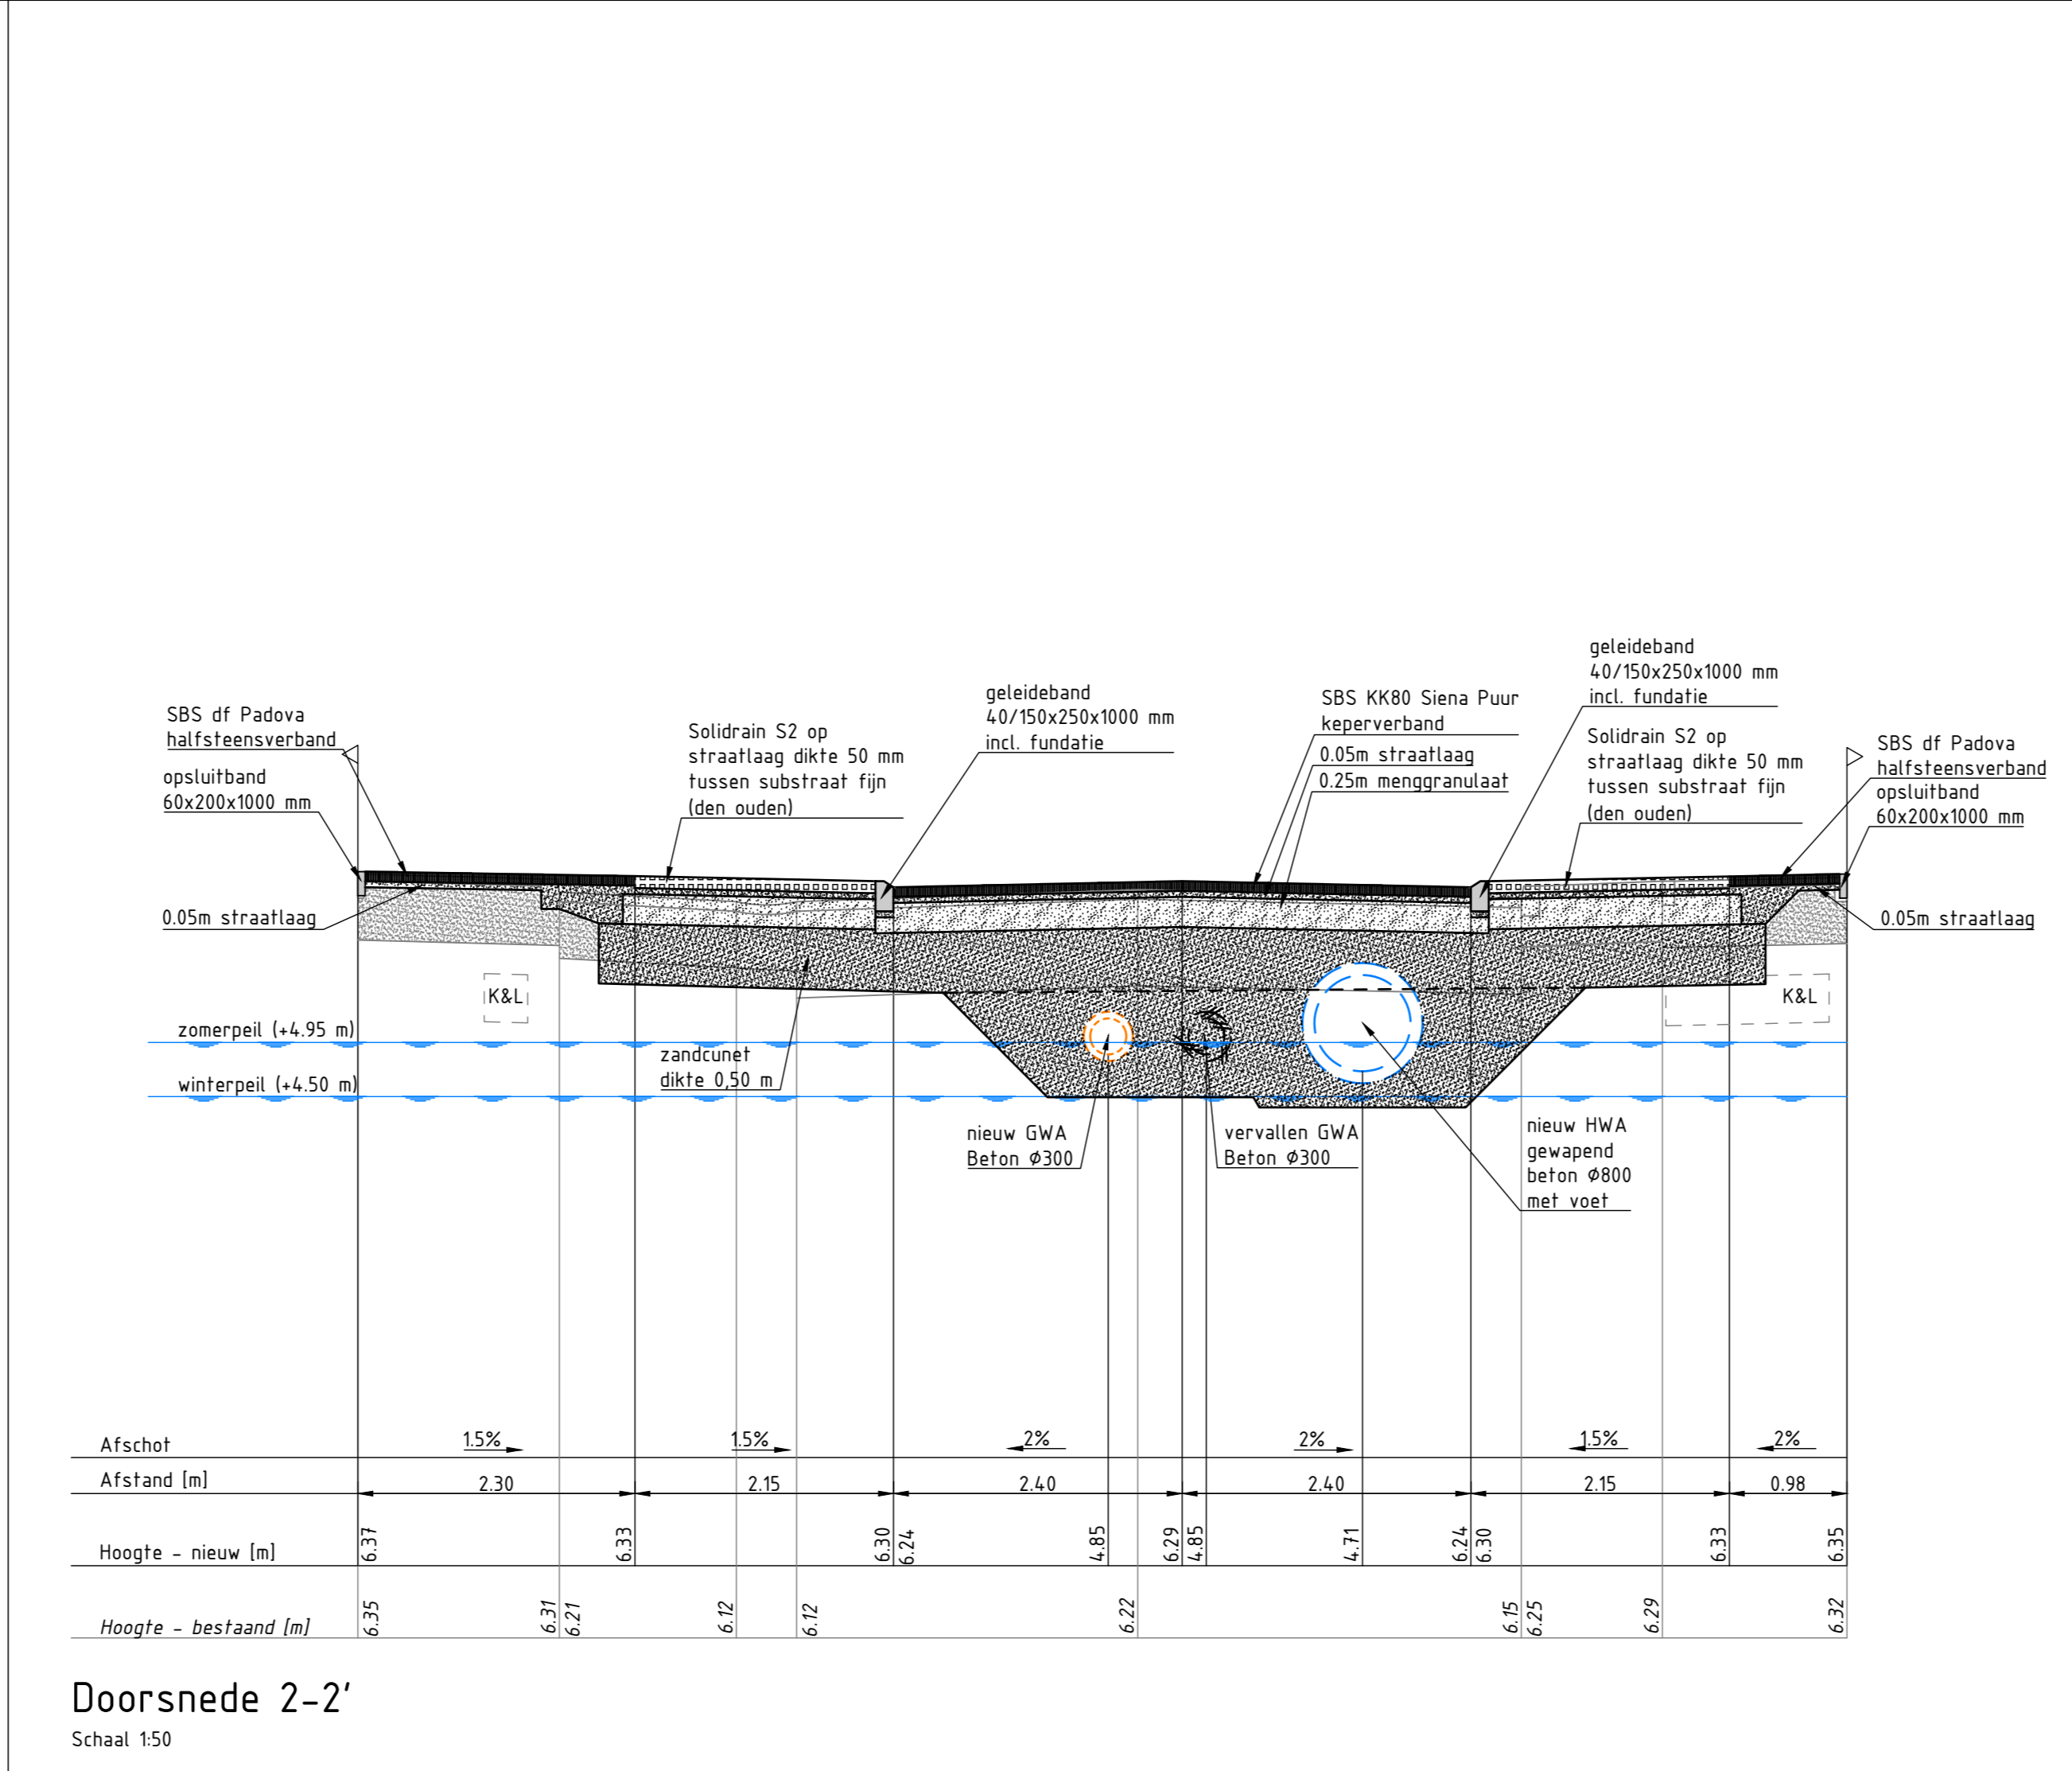 geleideband
40/150x250x1000 mm
incl. fundatie
geleideband
40/150x250x1000 mm
incl. fundatie
SBS KK80 Siena Puur
keperverband
0.05m straatlaag
0.25m menggranulaat
SBS df Padova
halfsteensverband
opsluitband
60x200x1000 mm
Solidrain S2 op
straatlaag dikte 50 mm
tussen substraat fijn
(den ouden)
Solidrain S2 op
straatlaag dikte 50 mm
tussen substraat fijn
(den ouden)
SBS df Padova
halfsteensverband
opsluitband
60x200x1000 mm
0.05m straatlaag
0.05m straatlaag
K&L
K&L
zomerpeil (+4.95 m)
winterpeil (+4.50 m)
zandcunet
dikte 0,50 m
nieuw GWA
Beton Ø300
vervallen GWA
Beton Ø300
nieuw HWA
gewapend
beton Ø800
met voet
Afschot 1.5% 1.5% 2% 2% 1.5% 2%
Afstand [m] 2.30 2.15 2.40 2.40 2.15 0.98
Hoogte - nieuw [m] 6.37 6.33 6.30 6.24 4.85 6.29 4.85 4.71 6.24 6.30 6.33 6.35
Hoogte - bestaand [m] 6.35 6.31 6.21 6.12 6.12 6.22 6.15 6.25 6.29 6.32
Doorsnede 2-2'
Schaal 1:50